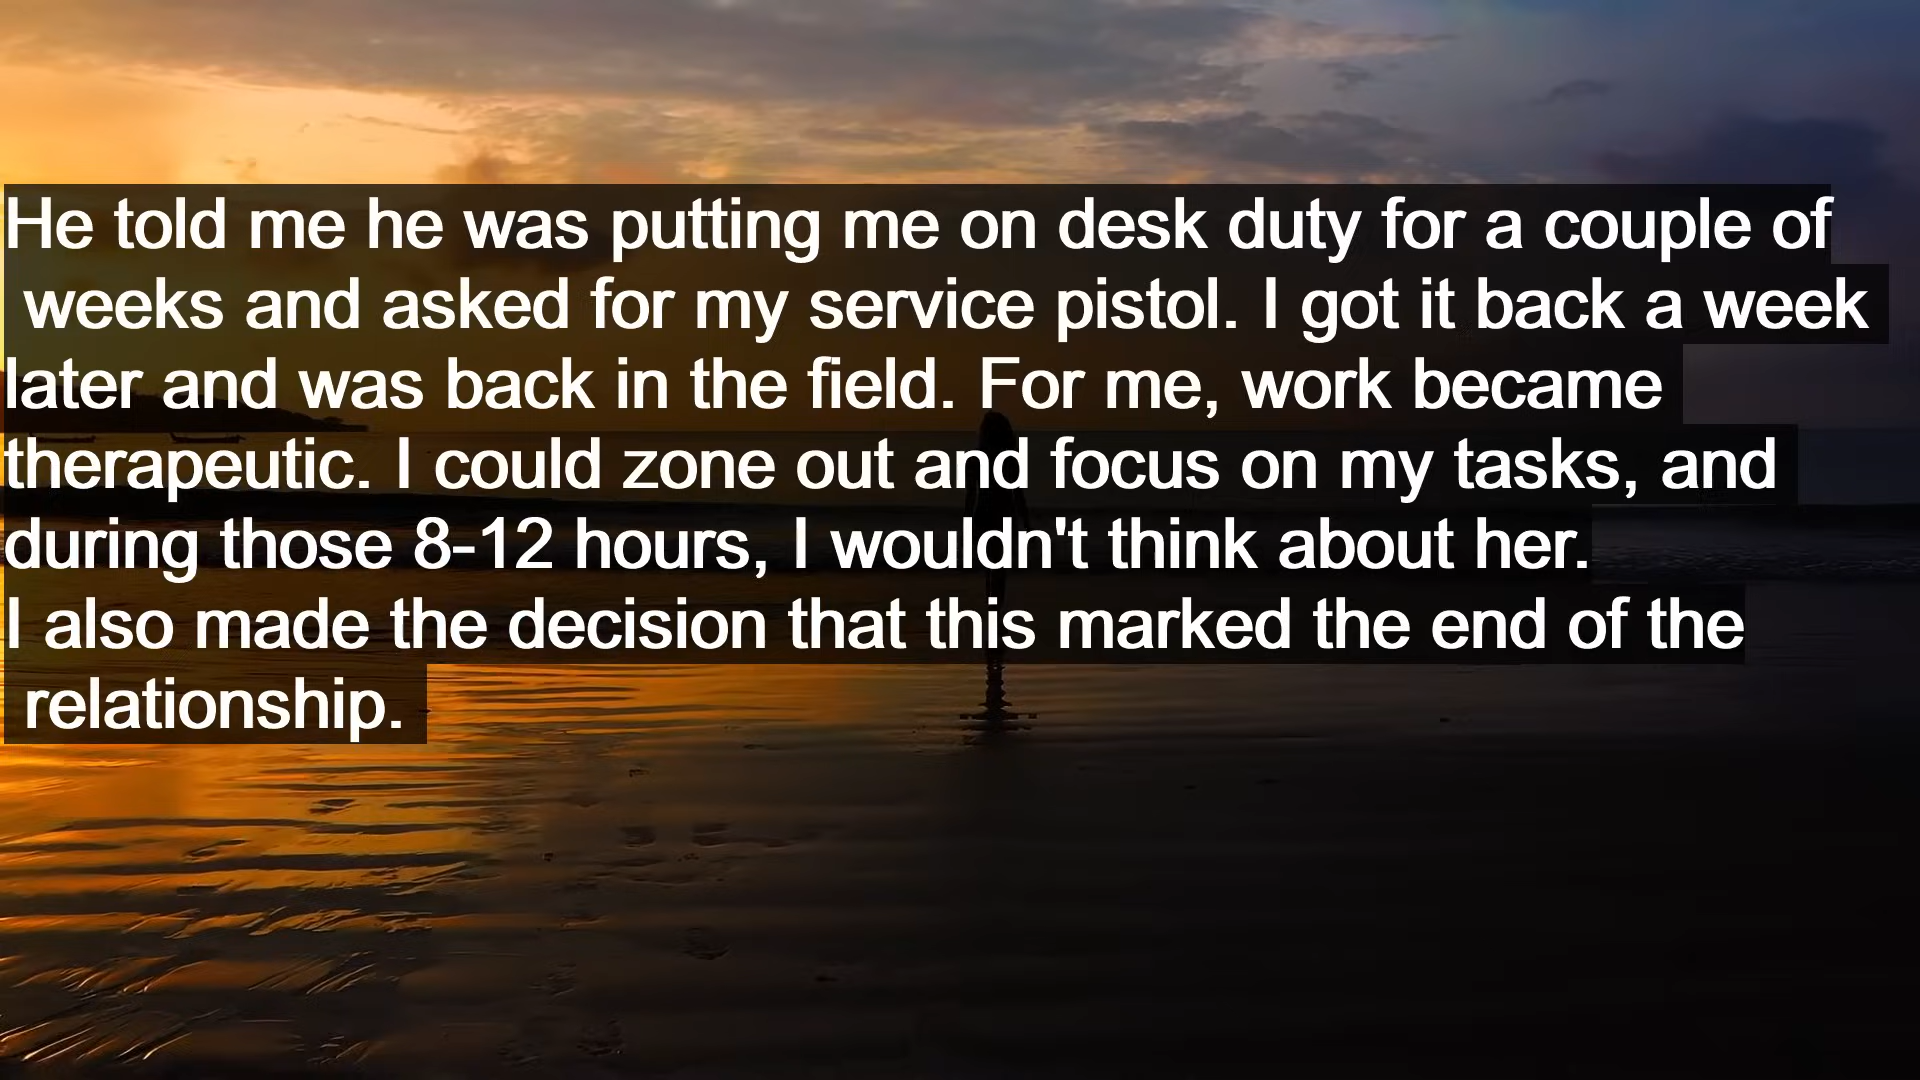 He told me he was putting me on desk duty for a couple of
weeks and asked for my service pistol. I got it back a week
later and was back in the field. For me, work became
therapeutic. I could zone out and focus on my tasks, and
during those 8-12 hours, I wouldn't think about her.
I also made the decision that this marked the end of the
relationship.